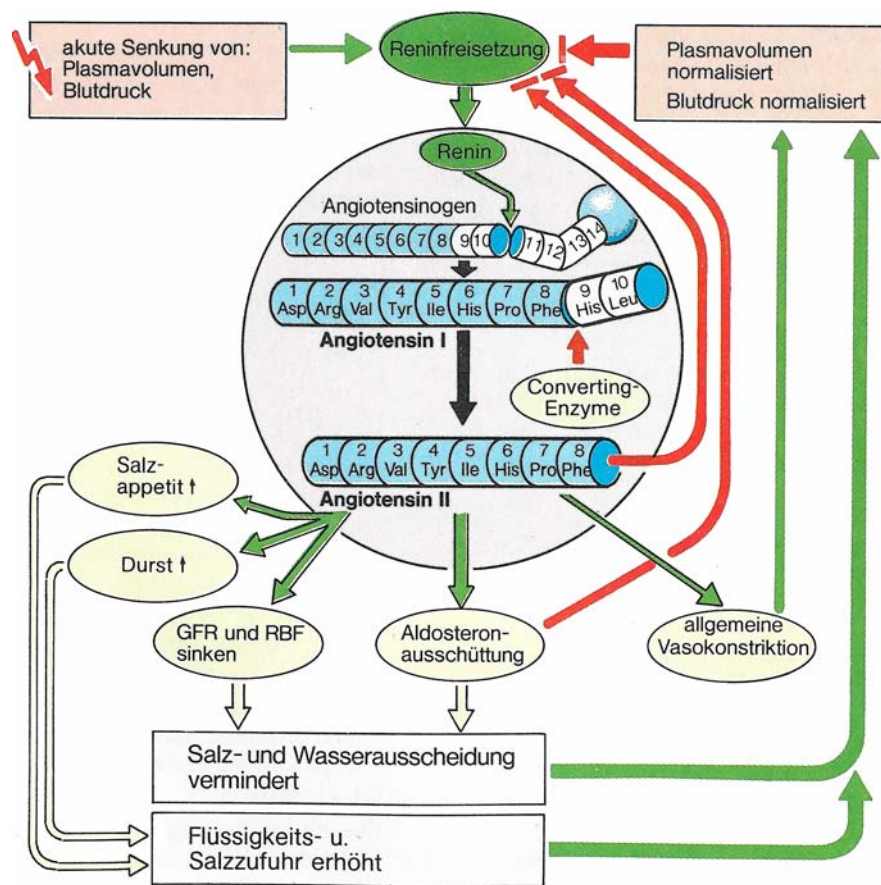 akute Senkung von:
Plasmavolumen,
Blutdruck
Reninfreisetzung
Plasmavolumen
normalisiert
Blutdruck normalisiert
Renin
Angiotensinogen
1 2 3 4 5 6 7 8 9 10 11 12 13 14
1 2 3 4 5 6 7 8 9 10
Asp Arg Val Tyr Ile His Pro Phe His Leu
Angiotensin I
Converting-
Enzyme
1 2 3 4 5 6 7 8
Asp Arg Val Tyr Ile His Pro Phe
Angiotensin II
Salz-
appetit ↑
Durst ↑
GFR und RBF
sinken
Aldosteron-
ausschüttung
allgemeine
Vasokonstriktion
Salz- und Wasserausscheidung
vermindert
Flüssigkeits- u.
Salzzufuhr erhöht